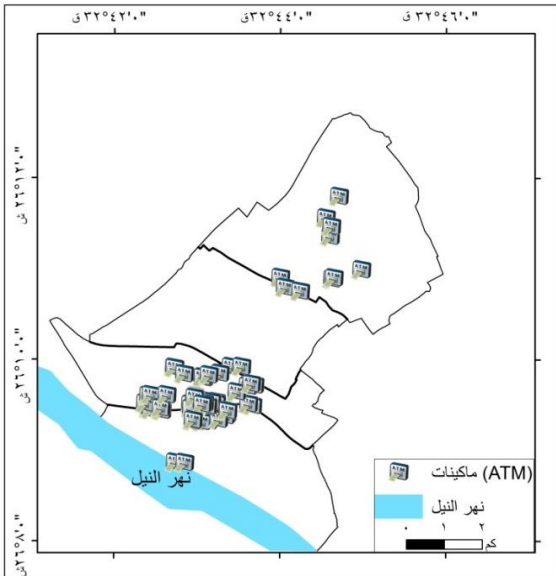 ٣٢°٤٢'٠" ق
٣٢°٤٤'٠" ق
٣٢°٤٦'٠" ق
٢٦°١٢'٠" ش
٢٦°١٠'٠" ش
٢٦°٨'٠" ش
نهر النيل
ماكينات (ATM)
نهر النيل
٠ ١ ٢
كم